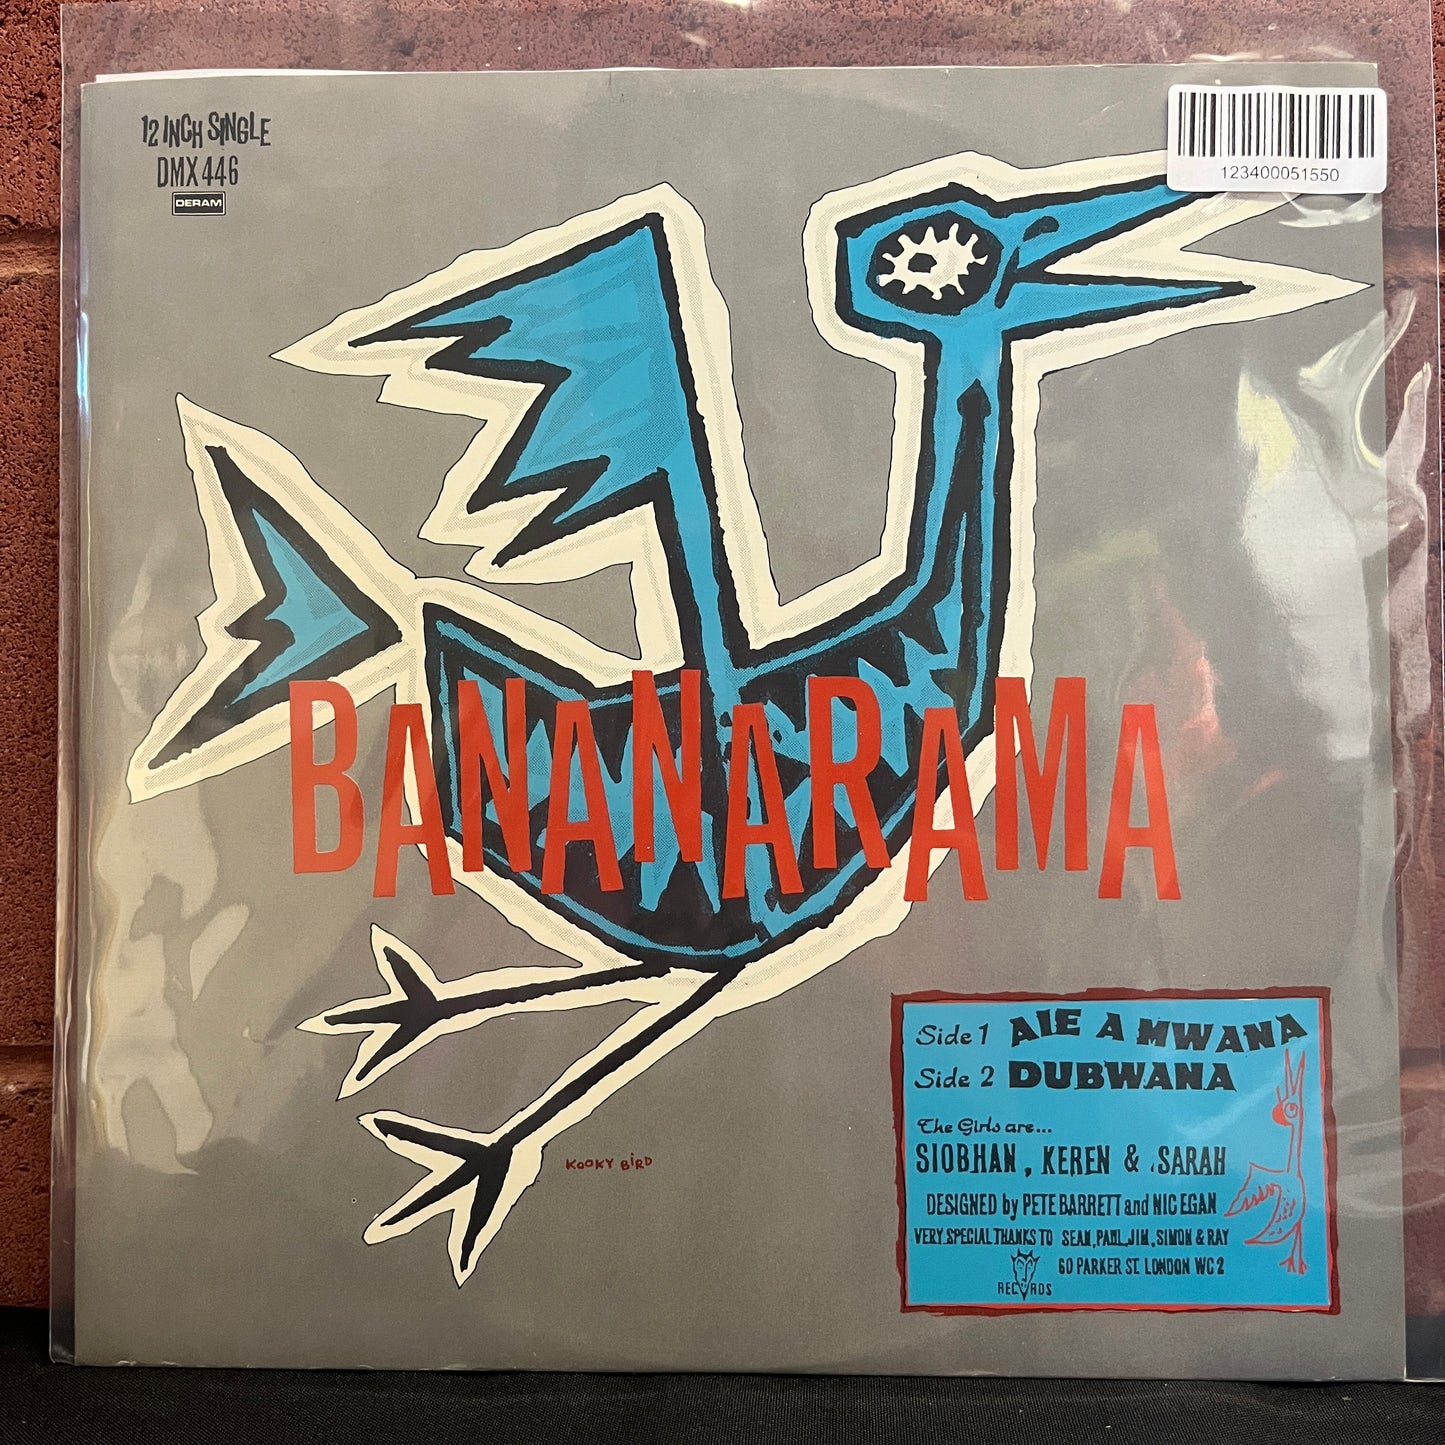 12 INCH SINGLE
DMX 446
DERAM
123400051550
BANANARAMA
KOOKY BIRD
Side 1 AIE A MWANA
Side 2 DUBWANA
The Girls are...
SIOBHAN, KEREN & SARAH
DESIGNED by PETE BARRETT and NIC EGAN
VERY SPECIAL THANKS TO SEAN, PAUL, JIM, SIMON & RAY
60 PARKER ST. LONDON WC2
RECORDS